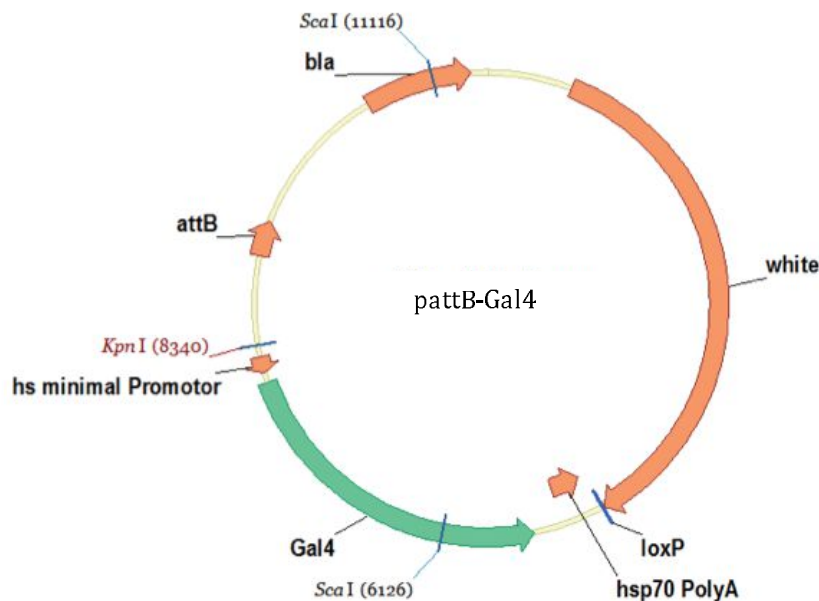 ScaI (11116)
bla
attB
white
pattB-Gal4
KpnI (8340)
hs minimal Promotor
Gal4
loxP
ScaI (6126)
hsp70 PolyA